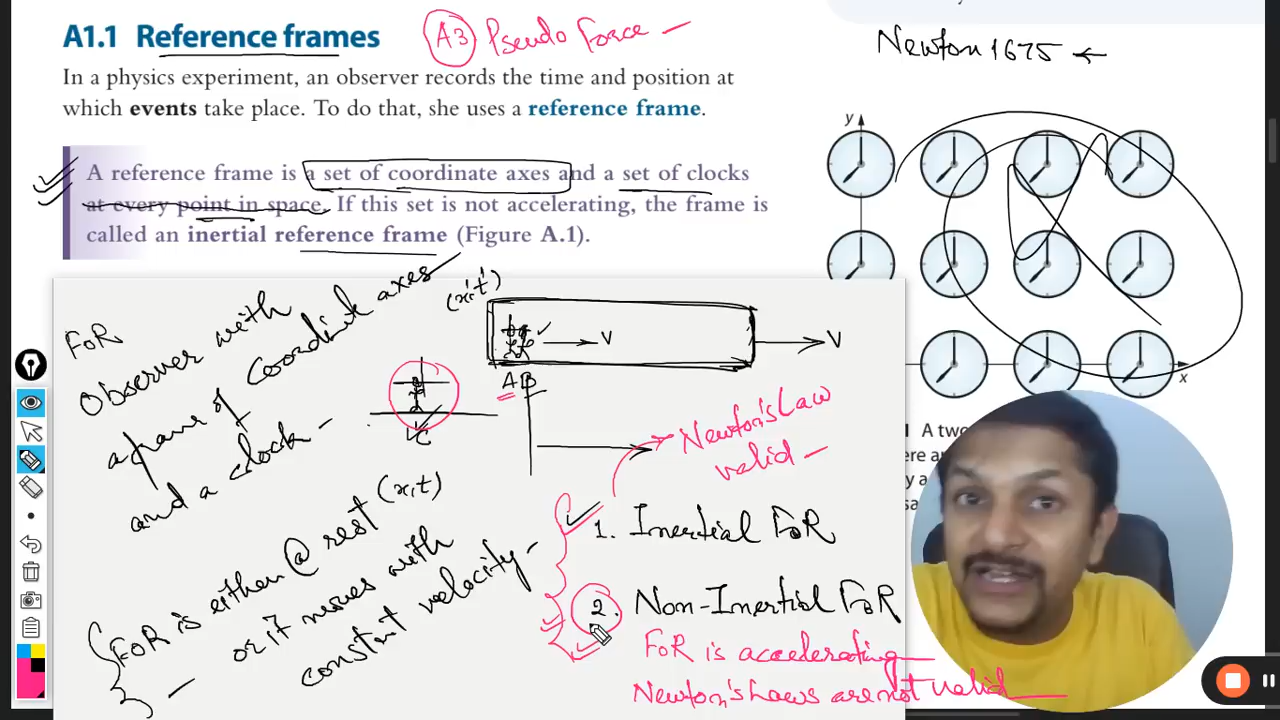 A1.1 Reference frames
A3 Pseudo Force
Newton 1675 ←
In a physics experiment, an observer records the time and position at
which events take place. To do that, she uses a reference frame.
A reference frame is a set of coordinate axes and a set of clocks
at every point in space. If this set is not accelerating, the frame is
called an inertial reference frame (Figure A.1).
y
x
A two
ere a
y a
sa
FoR
Observer with
a frame of
Coordinate axes
and a clock
(x',t')
V
V
A B
C
(x,t)
Newton's Law
valid
FoR is either @ rest
or it moves with
constant velocity
1. Inertial FoR
2. Non-Inertial FoR
FoR is accelerating
Newton's Laws are not valid